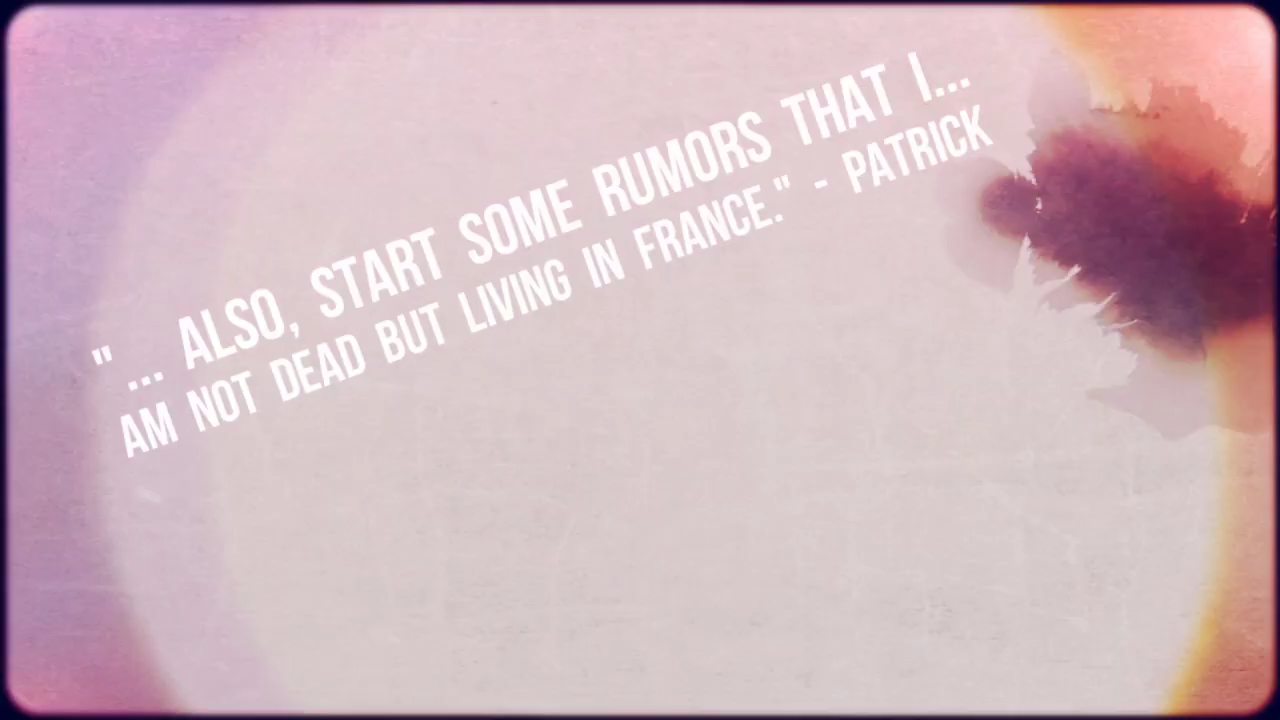 " ... ALSO, START SOME RUMORS THAT I...
AM NOT DEAD BUT LIVING IN FRANCE." - PATRICK